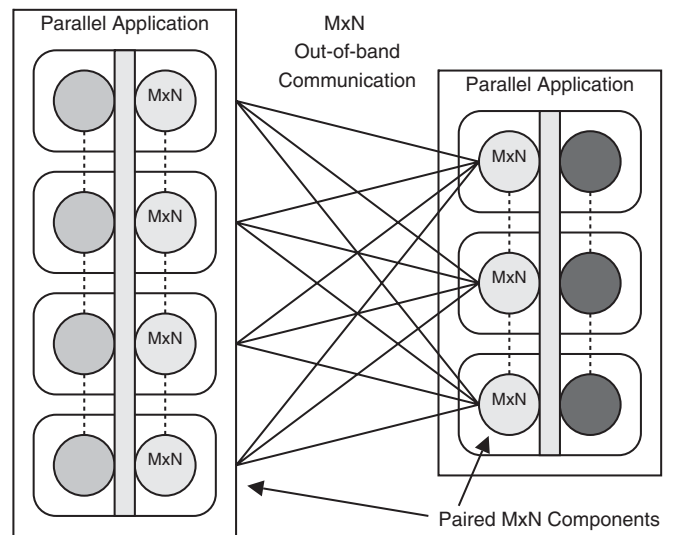 Parallel Application
MxN
Out-of-band
Communication
Parallel Application
MxN
MxN
MxN
MxN
MxN
MxN
MxN
Paired MxN Components